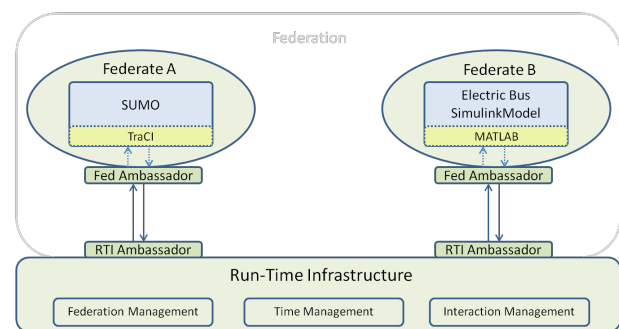 Federation
Federate A
SUMO
TraCI
Fed Ambassador
RTI Ambassador
Federate B
Electric Bus
SimulinkModel
MATLAB
Fed Ambassador
RTI Ambassador
Run-Time Infrastructure
Federation Management
Time Management
Interaction Management